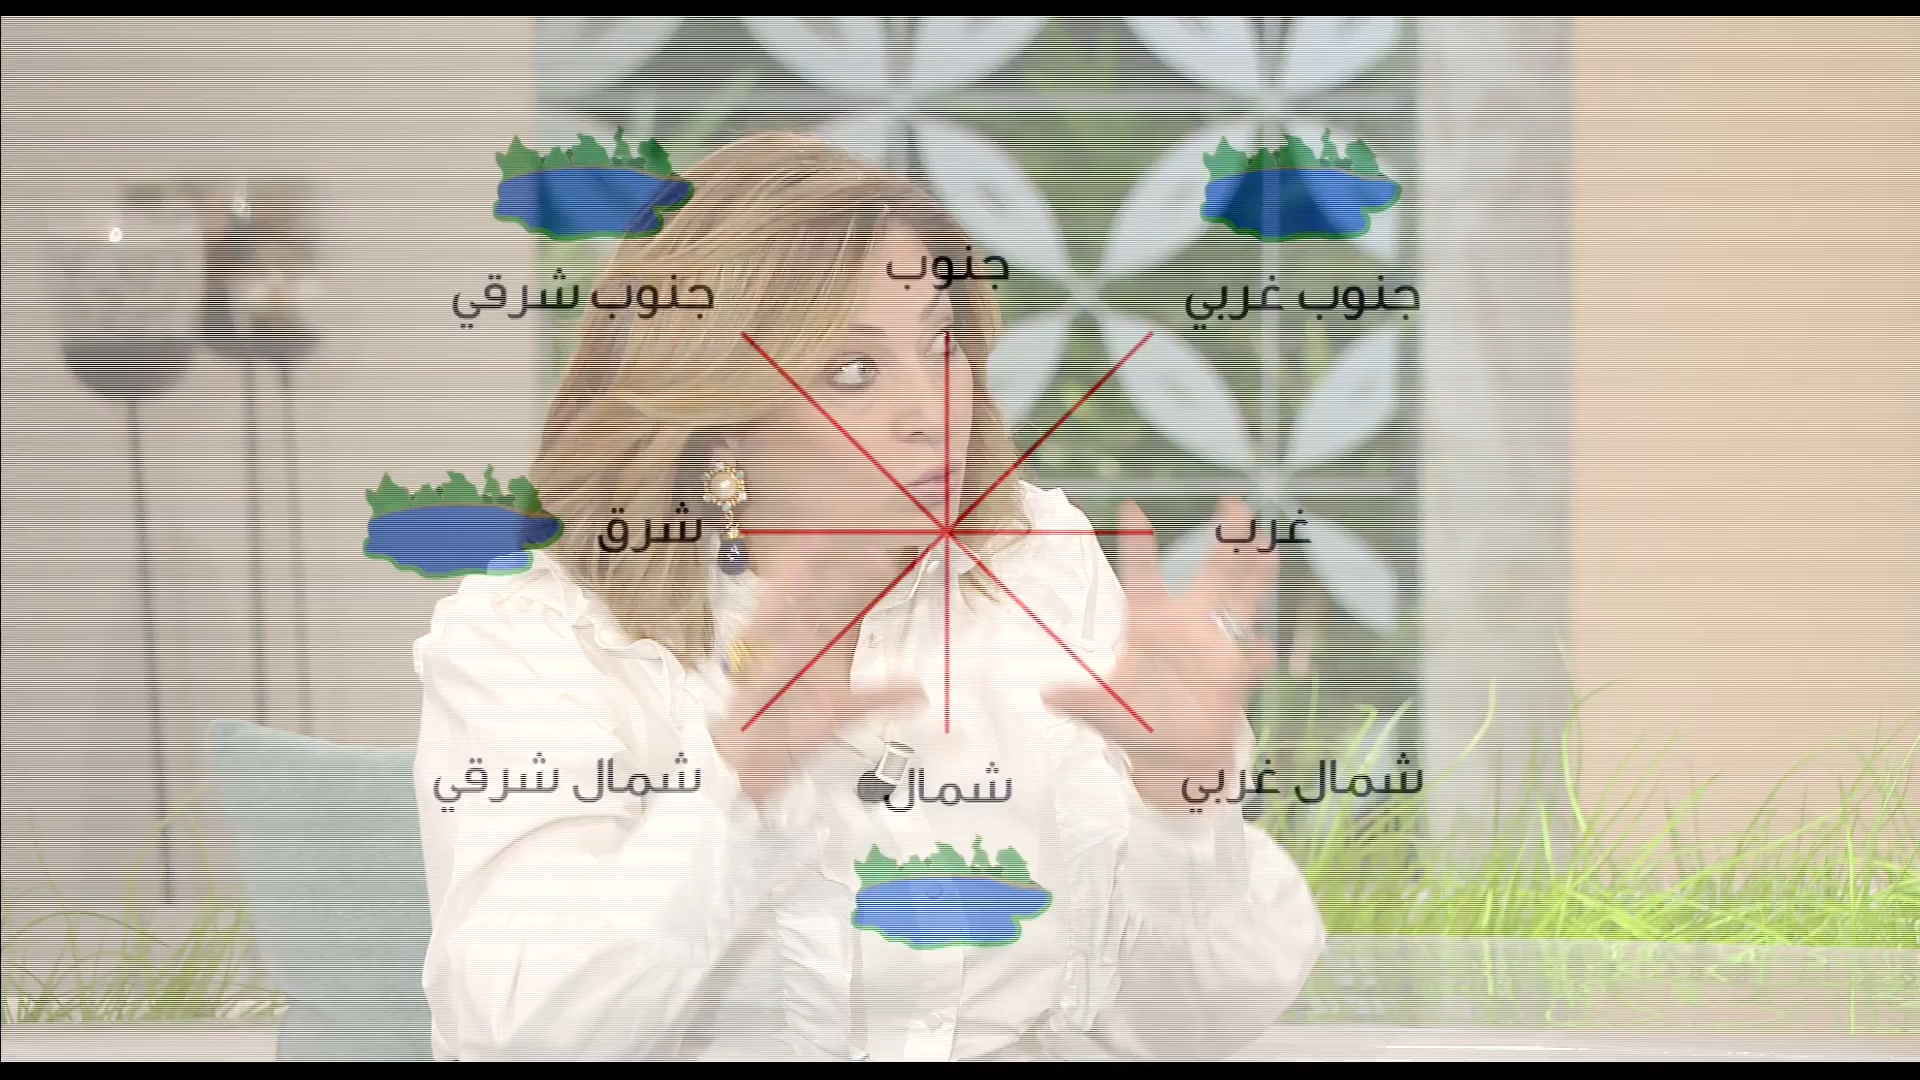 جنوب
جنوب غربي
جنوب شرقي
غرب
شرق
شمال غربي
شمال
شمال شرقي